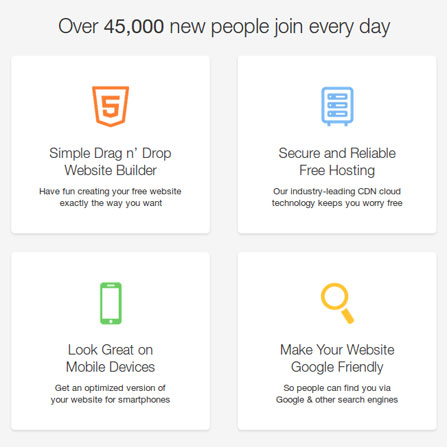 Over 45,000 new people join every day
Simple Drag n’ Drop
Website Builder
Have fun creating your free website
exactly the way you want
Secure and Reliable
Free Hosting
Our industry-leading CDN cloud
technology keeps you worry free
Look Great on
Mobile Devices
Get an optimized version of
your website for smartphones
Make Your Website
Google Friendly
So people can find you via
Google & other search engines